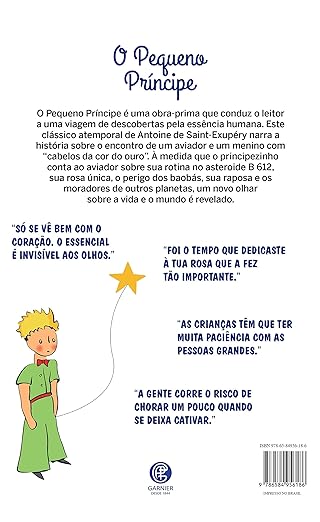 O Pequeno
Príncipe
O Pequeno Príncipe é uma obra-prima que conduz o leitor
a uma viagem de descobertas pela essência humana. Este
clássico atemporal de Antoine de Saint-Exupéry narra a
história sobre o encontro de um aviador e um menino com
“cabelos da cor do ouro”. À medida que o principezinho
conta ao aviador sobre sua rotina no asteroide B 612,
sua rosa única, o perigo dos baobás, sua raposa e os
moradores de outros planetas, um novo olhar
sobre a vida e o mundo é revelado.
“SÓ SE VÊ BEM COM O
CORAÇÃO. O ESSENCIAL
É INVISÍVEL AOS OLHOS.”
“FOI O TEMPO QUE DEDICASTE
À TUA ROSA QUE A FEZ
TÃO IMPORTANTE.”
“AS CRIANÇAS TÊM QUE TER
MUITA PACIÊNCIA COM AS
PESSOAS GRANDES.”
“A GENTE CORRE O RISCO DE
CHORAR UM POUCO QUANDO
SE DEIXA CATIVAR.”
GARNIER
DESDE 1844
ISBN 978-65-84956-18-6
9 786584 956186
IMPRESSO NO BRASIL